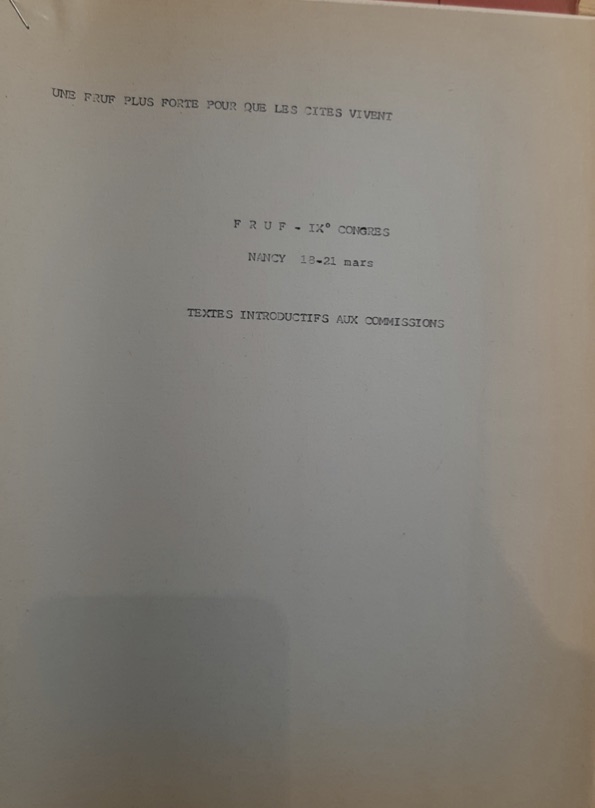 UNE FRUF PLUS FORTE POUR QUE LES CITES VIVENT
F R U F - IX° CONGRES
NANCY 18-21 mars
TEXTES INTRODUCTIFS AUX COMMISSIONS